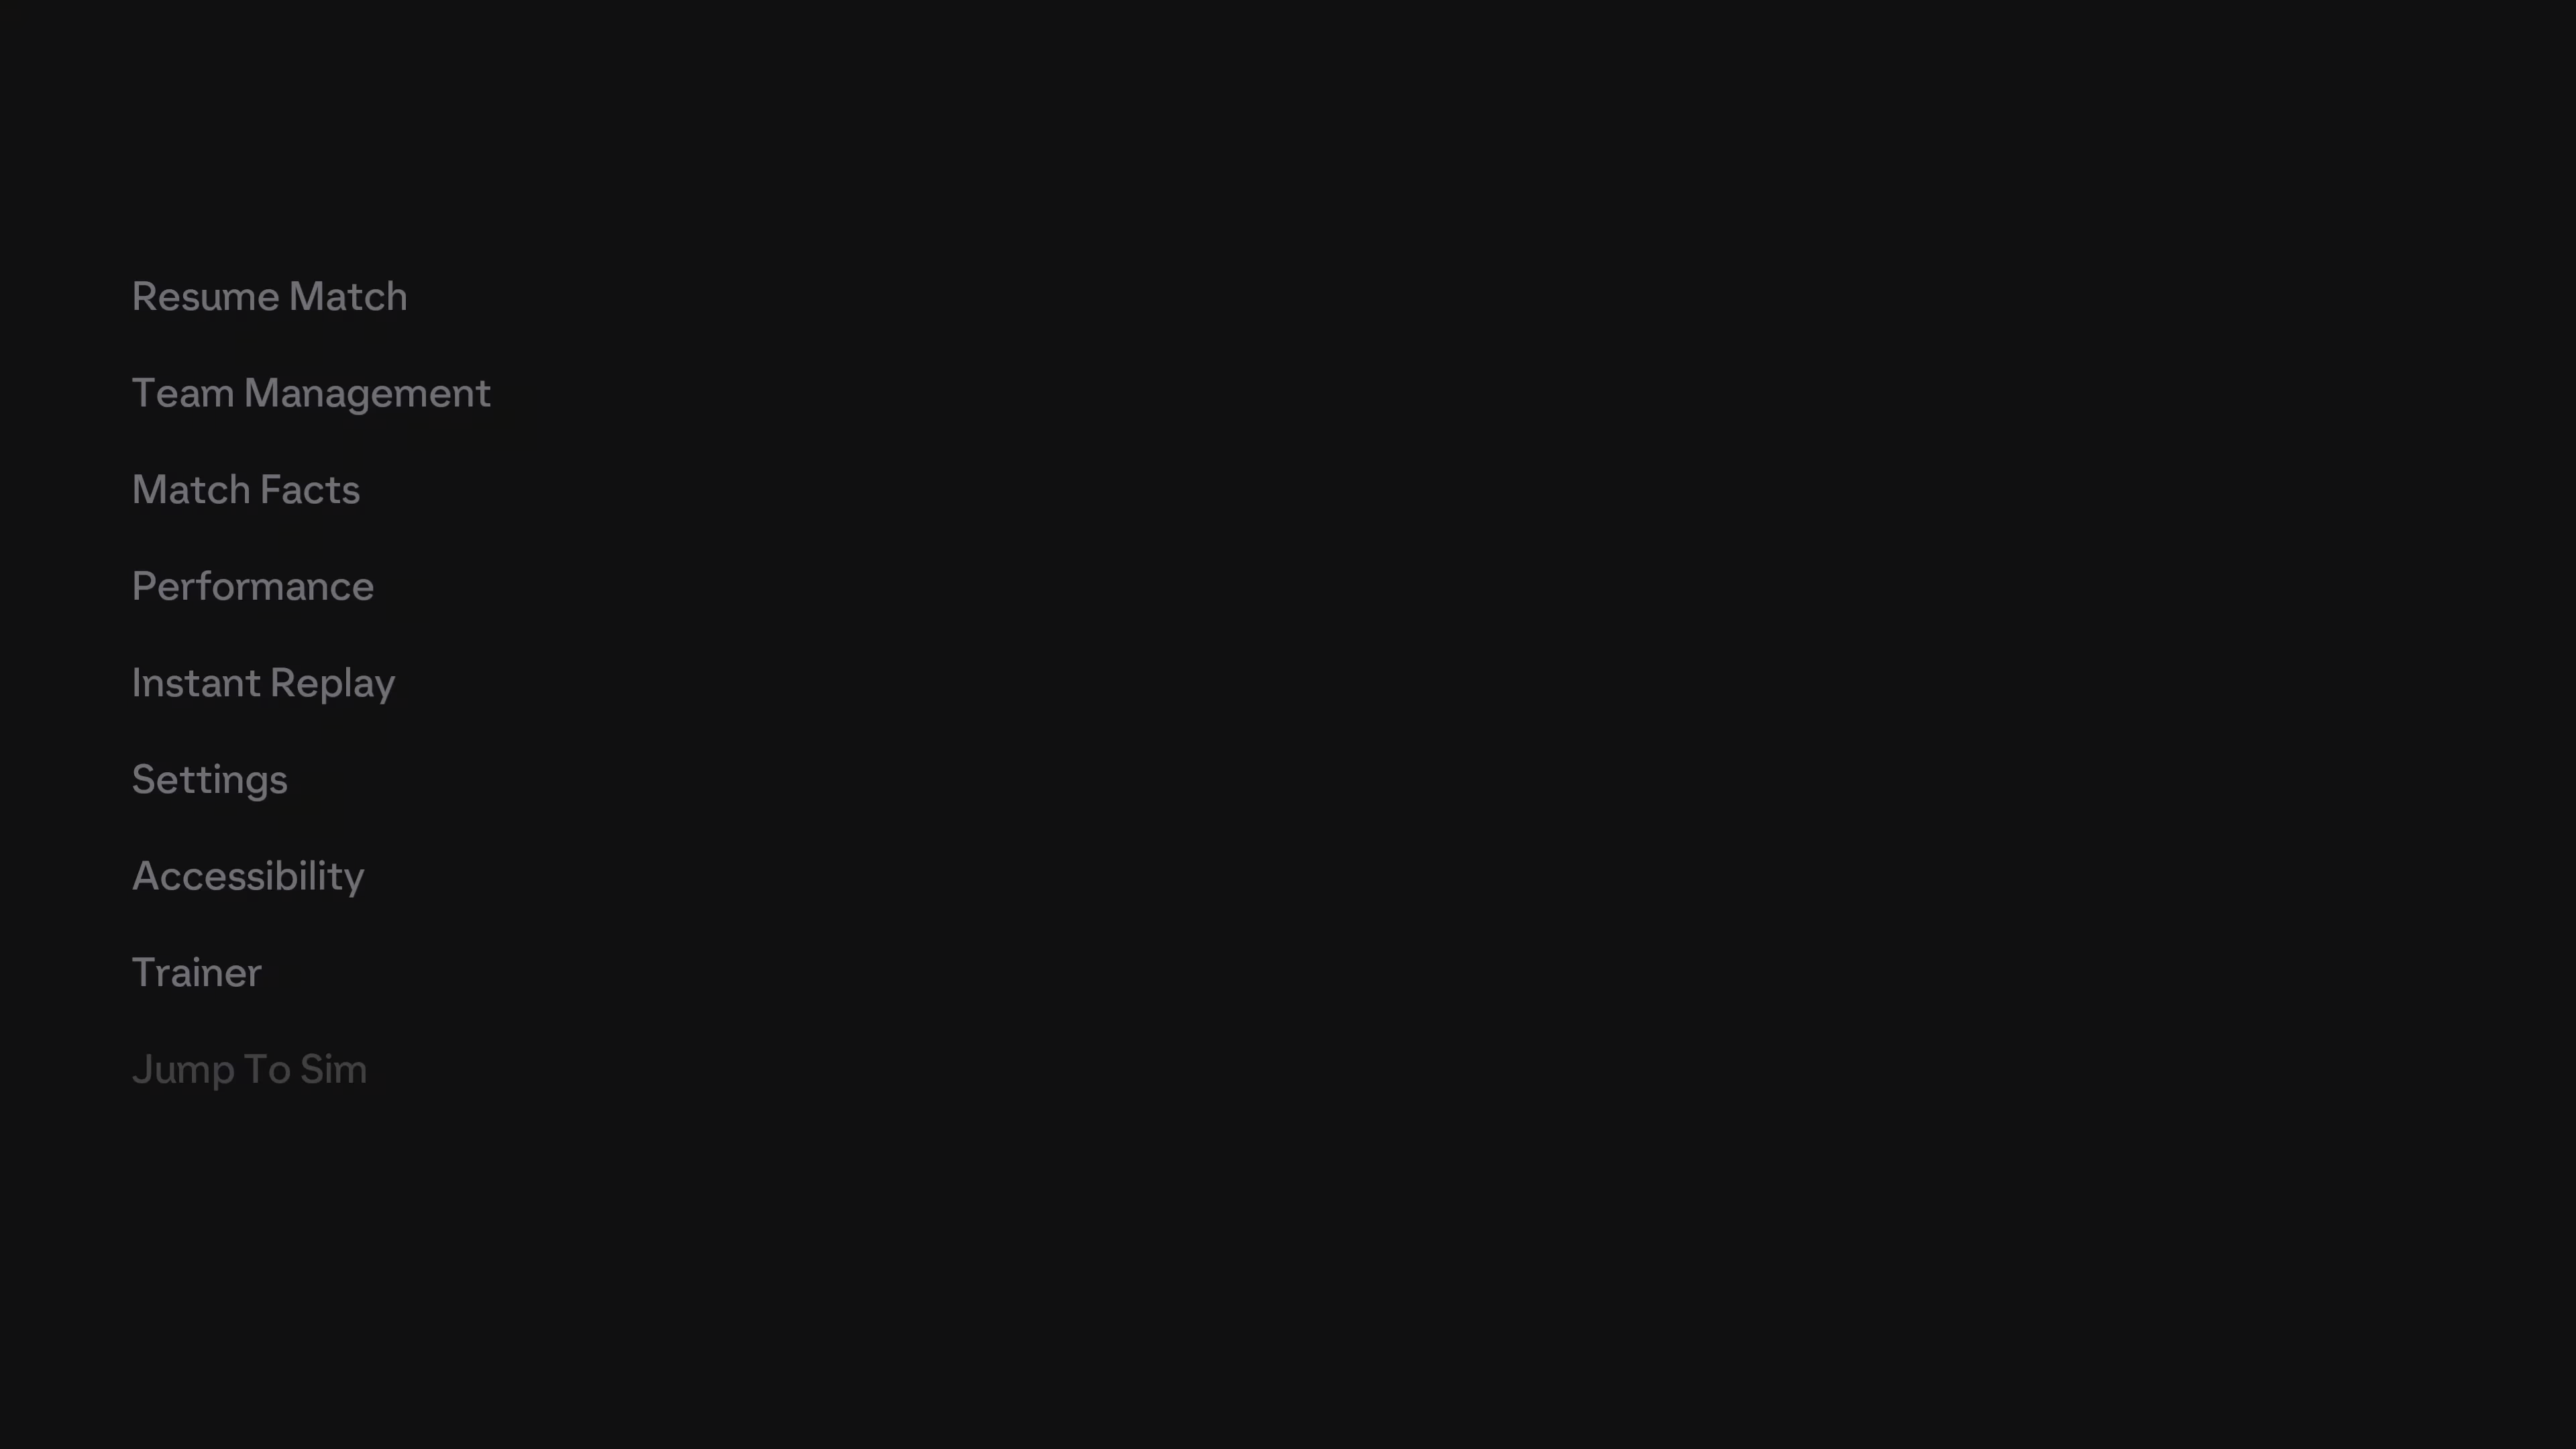 Resume Match
Team Management
Match Facts
Performance
Instant Replay
Settings
Accessibility
Trainer
Jump To Sim